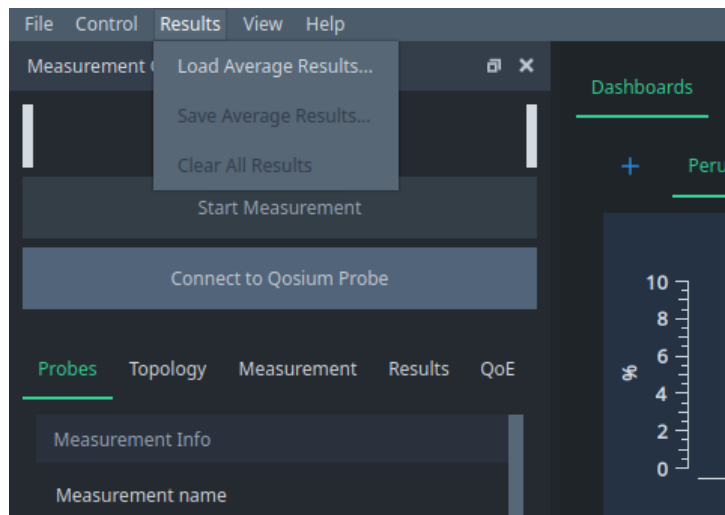 File Control Results View Help
Measurement
Load Average Results...
Save Average Results...
Clear All Results
Start Measurement
Connect to Qosium Probe
Probes Topology Measurement Results QoE
Measurement Info
Measurement name
Dashboards
+
10
8
6
4
2
0
%